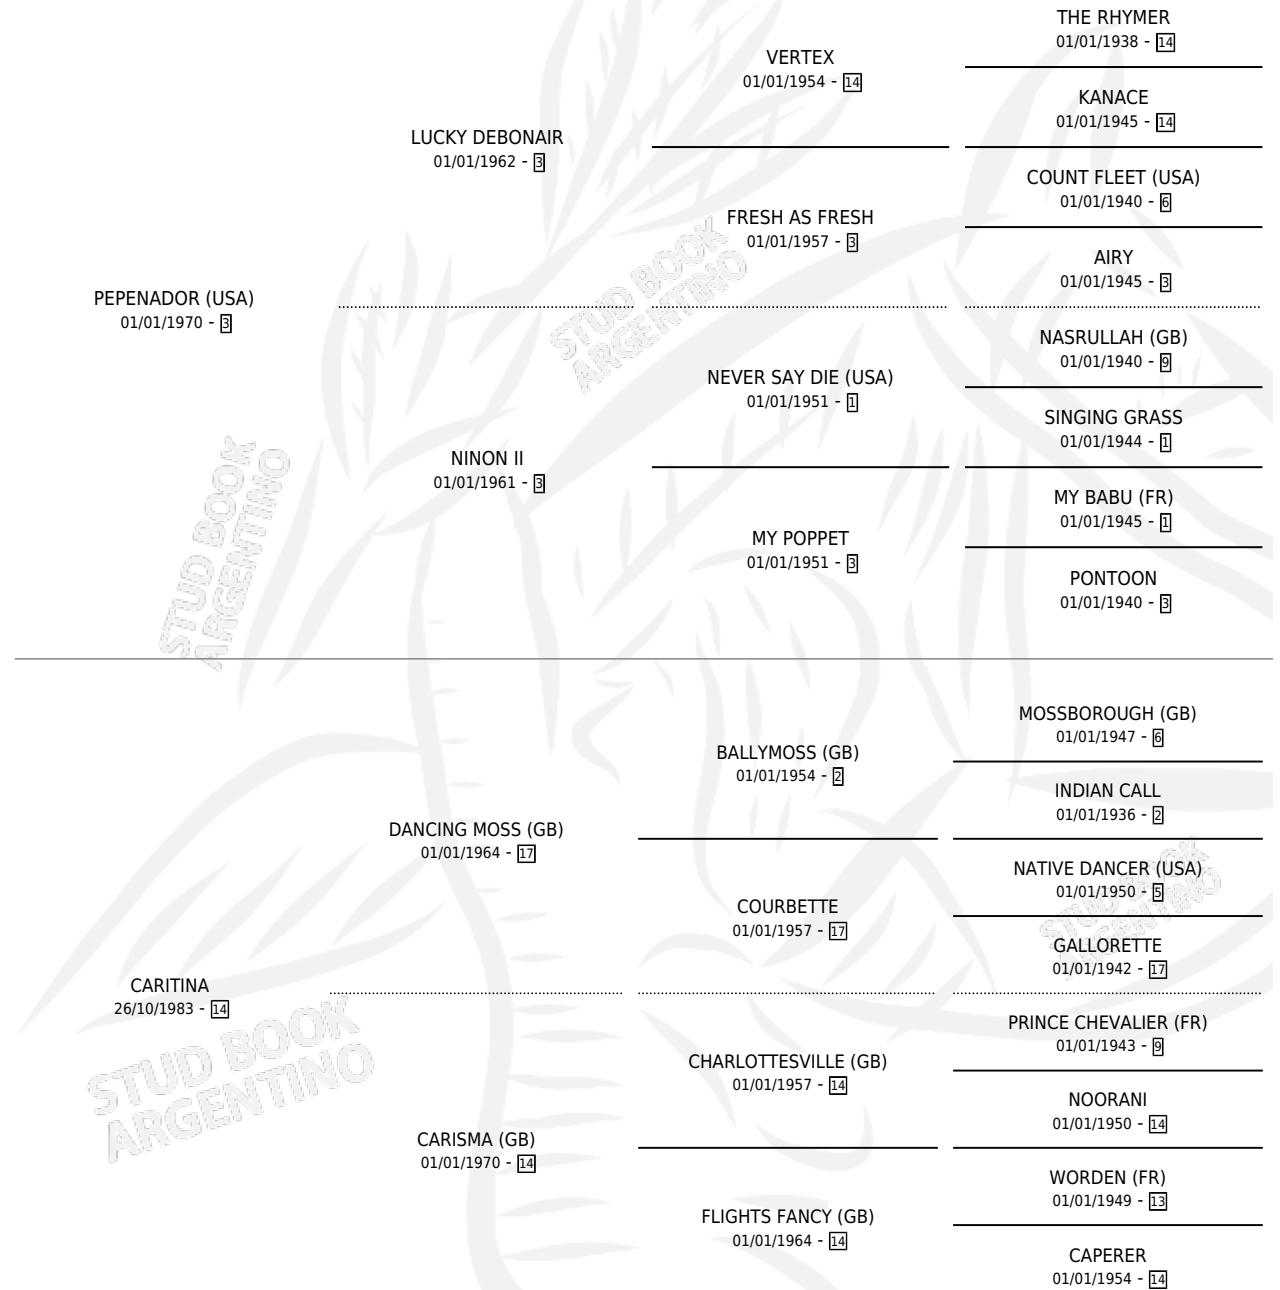 THE RHYMER
01/01/1938 - 14
VERTEX
01/01/1954 - 14
KANACE
01/01/1945 - 14
LUCKY DEBONAIR
01/01/1962 - 3
COUNT FLEET (USA)
01/01/1940 - 6
FRESH AS FRESH
01/01/1957 - 3
AIRY
01/01/1945 - 3
PEPENADOR (USA)
01/01/1970 - 3
NASRULLAH (GB)
01/01/1940 - 9
NEVER SAY DIE (USA)
01/01/1951 - 1
SINGING GRASS
01/01/1944 - 1
NINON II
01/01/1961 - 3
MY BABU (FR)
01/01/1945 - 1
MY POPPET
01/01/1951 - 3
PONTOON
01/01/1940 - 3
MOSSBOROUGH (GB)
01/01/1947 - 6
BALLYMOSS (GB)
01/01/1954 - 2
INDIAN CALL
01/01/1936 - 2
DANCING MOSS (GB)
01/01/1964 - 17
NATIVE DANCER (USA)
01/01/1950 - 5
COURBETTE
01/01/1957 - 17
GALLORETTE
01/01/1942 - 17
CARITINA
26/10/1983 - 14
PRINCE CHEVALIER (FR)
01/01/1943 - 9
CHARLOTTESVILLE (GB)
01/01/1957 - 14
NOORANI
01/01/1950 - 14
CARISMA (GB)
01/01/1970 - 14
WORDEN (FR)
01/01/1949 - 13
FLIGHTS FANCY (GB)
01/01/1964 - 14
CAPERER
01/01/1954 - 14
STUD BOOK
ARGENTINO
STUD BOOK
ARGENTINO
STUD BOOK
ARGENTINO
STUD BOOK
ARGENTINO